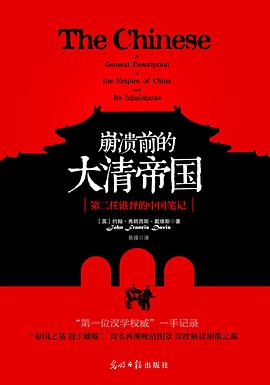 The Chinese
A
General Description
of
the Empire of China
and
Its Inhabitants
崩溃前的
大清帝国
第二任港督的中国笔记
[英] 约翰·弗朗西斯·戴维斯◎著
John Francis Davis
易强◎译
“第一位汉学权威”一手记录
“帝国之基 毁于蝼蚁” 真实再现晚清图景 深度解读崩溃之源
光明日报出版社